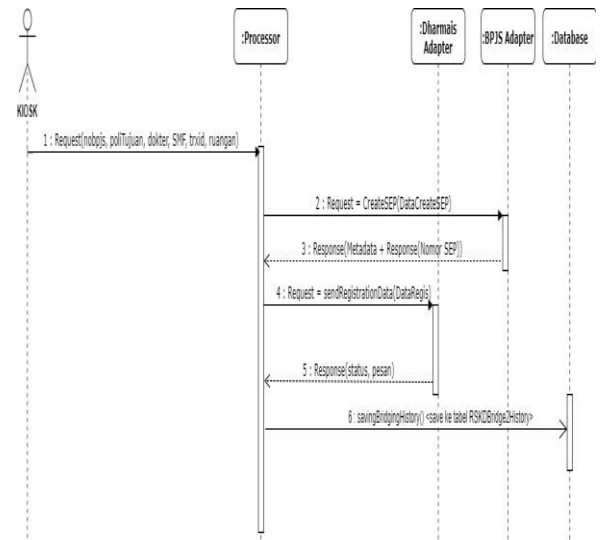 :Processor
:Dharmais
Adapter
:BPJS Adapter
:Database
KIOSK
1 : Request(nobpjs, poliTujuan, dokter, SMF, trxid, ruangan)
2 : Request = CreateSEP(DataCreateSEP)
3 : Response(Metadata + Response(Nomor SEP))
4 : Request = sendRegistrationData(DataRegis)
5 : Response(status, pesan)
6 : savingBridgingHistory() <save ke tabel RSKDBridge2History>